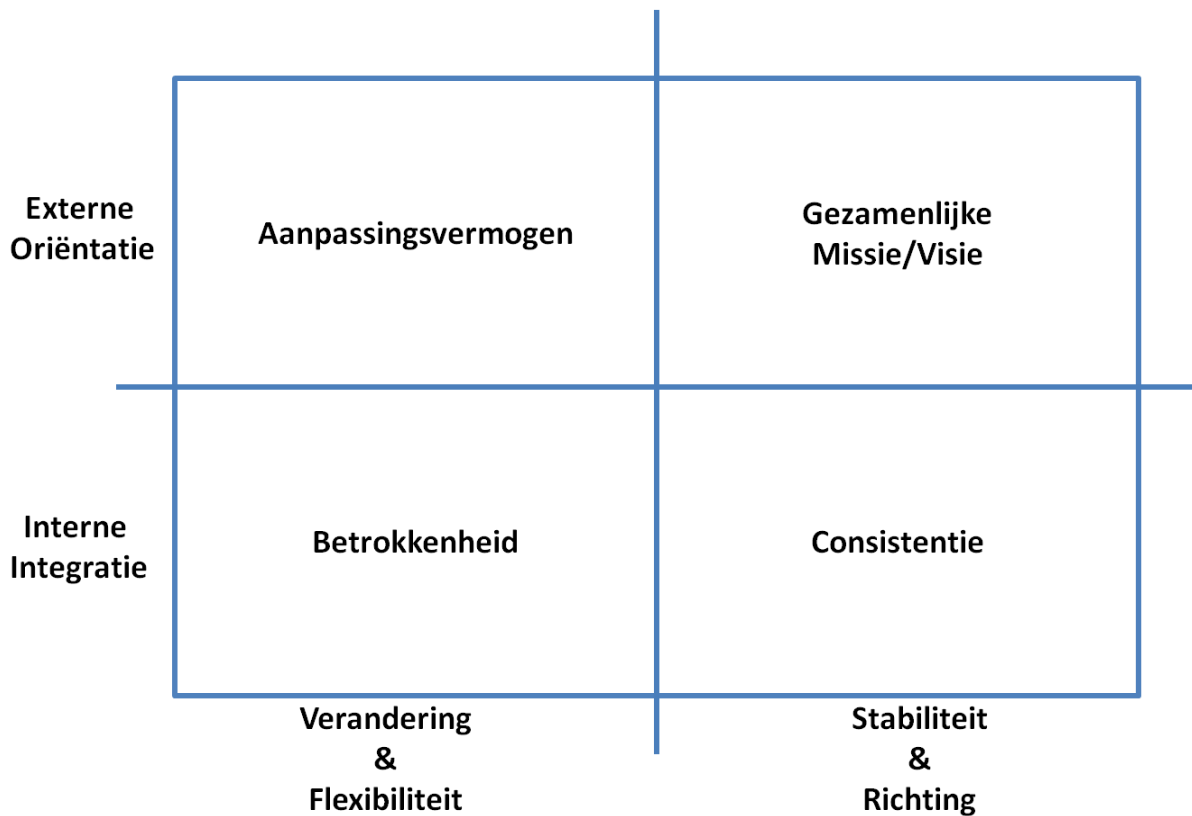 Externe
Oriëntatie
Aanpassingsvermogen
Gezamenlijke
Missie/Visie
Interne
Integratie
Betrokkenheid
Consistentie
Verandering
&
Flexibiliteit
Stabiliteit
&
Richting